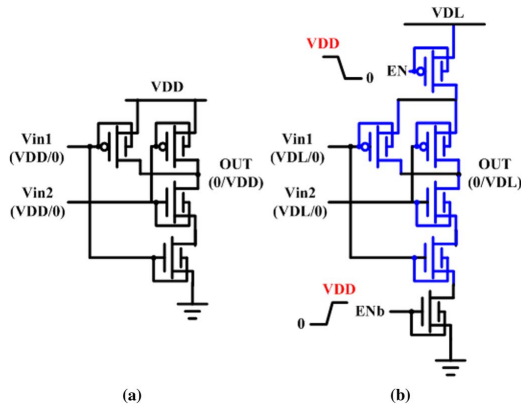 VDD
Vin1
(VDD/0)
Vin2
(VDD/0)
OUT
(0/VDD)
(a)
VDL
VDD
0
EN
Vin1
(VDL/0)
Vin2
(VDL/0)
OUT
(0/VDL)
VDD
0
ENb
(b)